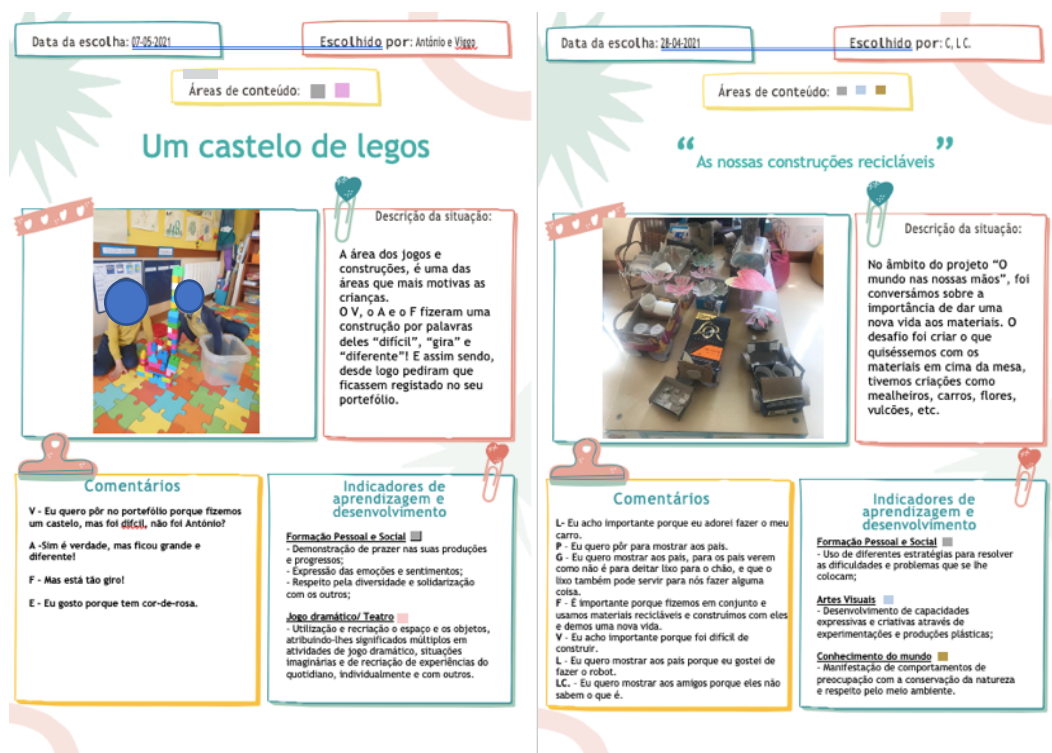 Data da escolha: 07-05-2021
Escolhido por: António e Viggo
Áreas de conteúdo:
Um castelo de legos
Descrição da situação:
A área dos jogos e
construções, é uma das
áreas que mais motivas as
crianças.
O V, o A e o F fizeram uma
construção por palavras
deles “difícil”, “gira” e
“diferente”! E assim sendo,
desde logo pediram que
ficassem registado no seu
portefólio.
Comentários
V - Eu quero pôr no portefólio porque fizemos
um castelo, mas foi difcil, não foi António?
A -Sim é verdade, mas ficou grande e
diferente!
F - Mas está tão giro!
E - Eu gosto porque tem cor-de-rosa.
Indicadores de
aprendizagem e
desenvolvimento
Formação Pessoal e Social
- Demonstração de prazer nas suas produções
e progressos;
- Expressão das emoções e sentimentos;
- Respeito pela diversidade e solidarização
com os outros;
Jogo dramático/ Teatro
- Utilização e recriação o espaço e os objetos,
atribuindo-lhes significados múltiplos em
atividades de jogo dramático, situações
imaginárias e de recriação de experiências do
quotidiano, individualmente e com outros.
Data da escolha: 28-04-2021
Escolhido por: C, L C.
Áreas de conteúdo:
“As nossas construções recicláveis”
Descrição da situação:
No âmbito do projeto “O
mundo nas nossas mãos”, foi
conversámos sobre a
importância de dar uma
nova vida aos materiais. O
desafio foi criar o que
quiséssemos com os
materiais em cima da mesa,
tivemos criações como
mealheiros, carros, flores,
vulcões, etc.
Comentários
L- Eu acho importante porque eu adorei fazer o meu
carro.
P - Eu quero pôr para mostrar aos pais.
G - Eu quero mostrar aos pais, para os pais verem
como não é para deitar lixo para o chão, e que o
lixo também pode servir para nós fazer alguma
coisa.
F - É importante porque fizemos em conjunto e
usamos materiais recicláveis e construímos com eles
e demos uma nova vida.
V - Eu acho importante porque foi difícil de
construir.
L - Eu quero mostrar aos pais porque eu gostei de
fazer o robot.
LC. - Eu quero mostrar aos amigos porque eles não
sabem o que é.
Indicadores de
aprendizagem e
desenvolvimento
Formação Pessoal e Social
- Uso de diferentes estratégias para resolver
as dificuldades e problemas que se lhe
colocam;
Artes Visuais
- Desenvolvimento de capacidades
expressivas e criativas através de
experimentações e produções plásticas;
Conhecimento do mundo
- Manifestação de comportamentos de
preocupação com a conservação da natureza
e respeito pelo meio ambiente.